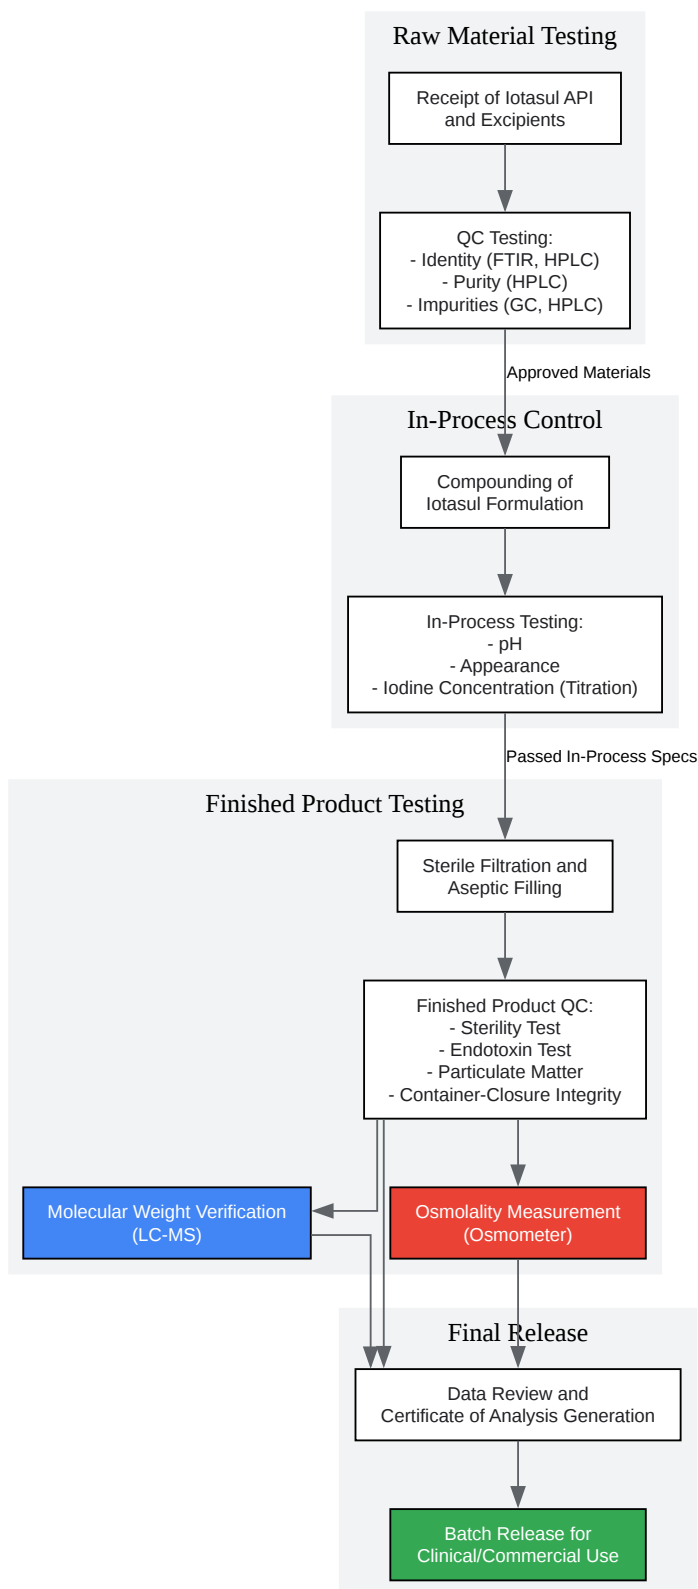 Raw Material Testing
Receipt of Iotasul API
and Excipients
QC Testing:
- Identity (FTIR, HPLC)
- Purity (HPLC)
- Impurities (GC, HPLC)
Approved Materials
In-Process Control
Compounding of
Iotasul Formulation
In-Process Testing:
- pH
- Appearance
- Iodine Concentration (Titration)
Passed In-Process Specs
Finished Product Testing
Sterile Filtration and
Aseptic Filling
Finished Product QC:
- Sterility Test
- Endotoxin Test
- Particulate Matter
- Container-Closure Integrity
Molecular Weight Verification
(LC-MS)
Osmolality Measurement
(Osmometer)
Final Release
Data Review and
Certificate of Analysis Generation
Batch Release for
Clinical/Commercial Use